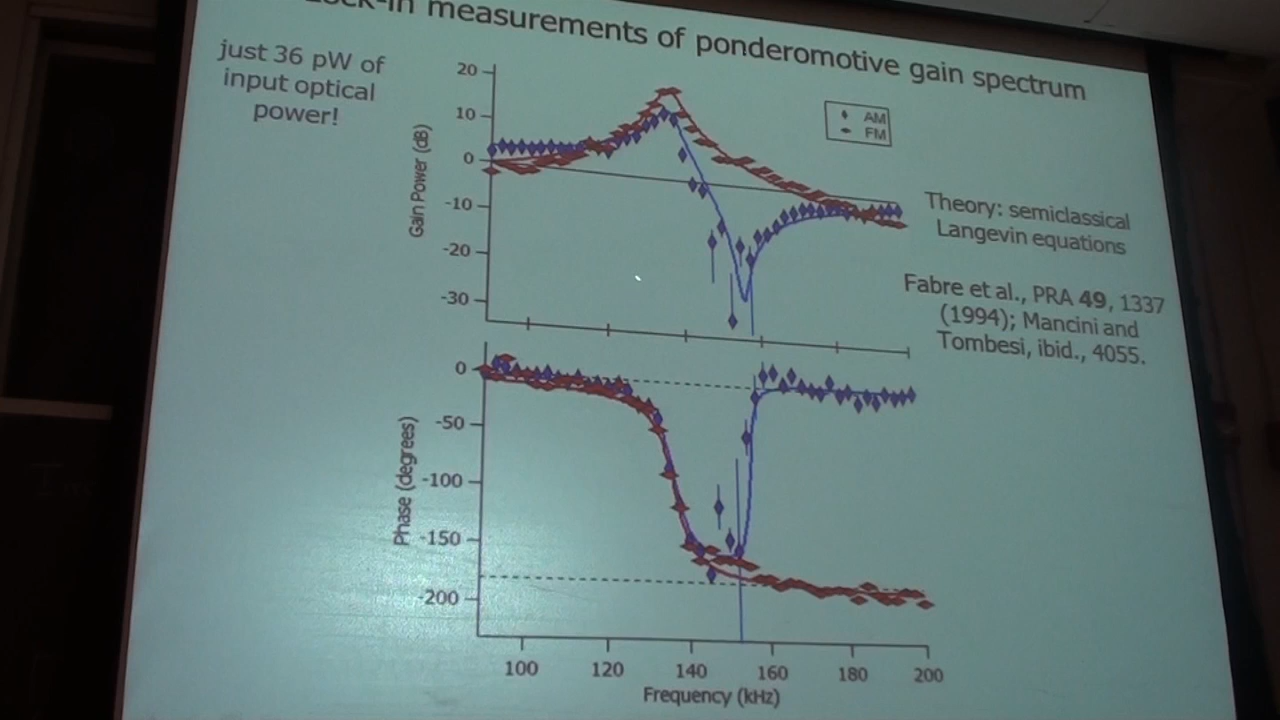 Lock-in measurements of ponderomotive gain spectrum
just 36 pW of
input optical
power!
20
10
0
-10
-20
-30
Gain Power (dB)
AM
FM
Theory: semiclassical
Langevin equations
Fabre et al., PRA 49, 1337
(1994); Mancini and
Tombesi, ibid., 4055.
0
-50
-100
-150
-200
Phase (degrees)
100 120 140 160 180 200
Frequency (kHz)